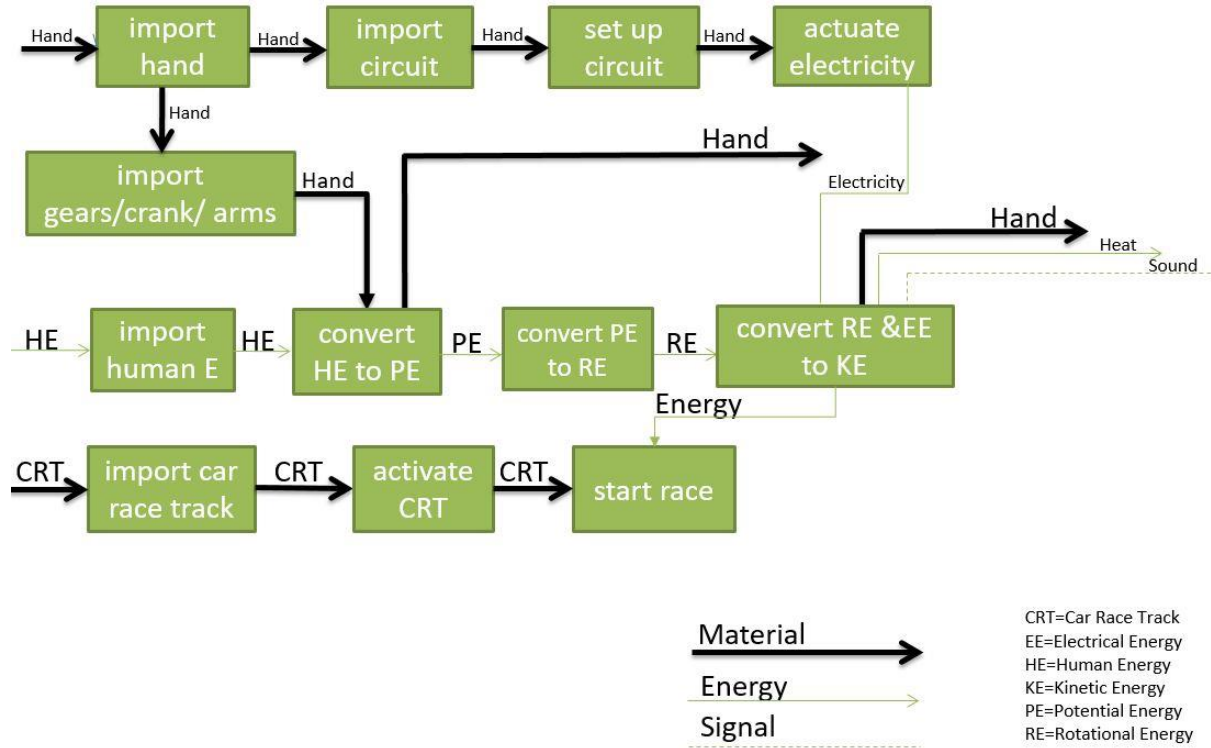 Hand
import
hand
Hand
import
circuit
Hand
set up
circuit
Hand
actuate
electricity
Hand
import
gears/crank/ arms
Hand
Hand
Electricity
Hand
Heat
Sound
HE
import
human E
HE
convert
HE to PE
PE
convert PE
to RE
RE
convert RE &EE
to KE
Energy
CRT
import car
race track
CRT
activate
CRT
CRT
start race
Material
Energy
Signal
CRT=Car Race Track
EE=Electrical Energy
HE=Human Energy
KE=Kinetic Energy
PE=Potential Energy
RE=Rotational Energy